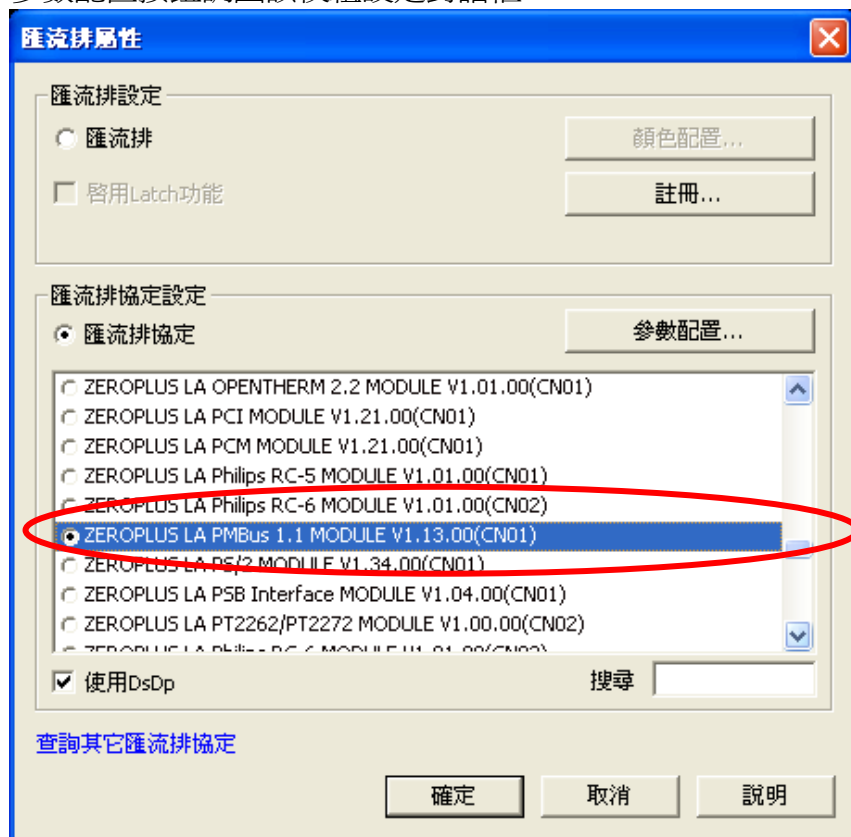 匯流排屬性
匯流排設定
匯流排
顏色配置...
啓用Latch功能
註冊...
匯流排協定設定
匯流排協定
參數配置...
ZEROPLUS LA OPENTHERM 2.2 MODULE V1.01.00(CN01)
ZEROPLUS LA PCI MODULE V1.21.00(CN01)
ZEROPLUS LA PCM MODULE V1.21.00(CN01)
ZEROPLUS LA Philips RC-5 MODULE V1.01.00(CN01)
ZEROPLUS LA Philips RC-6 MODULE V1.01.00(CN02)
ZEROPLUS LA PMBus 1.1 MODULE V1.13.00(CN01)
ZEROPLUS LA PS/2 MODULE V1.34.00(CN01)
ZEROPLUS LA PSB Interface MODULE V1.04.00(CN01)
ZEROPLUS LA PT2262/PT2272 MODULE V1.00.00(CN02)
使用DsDp
搜尋
查詢其它匯流排協定
確定
取消
說明